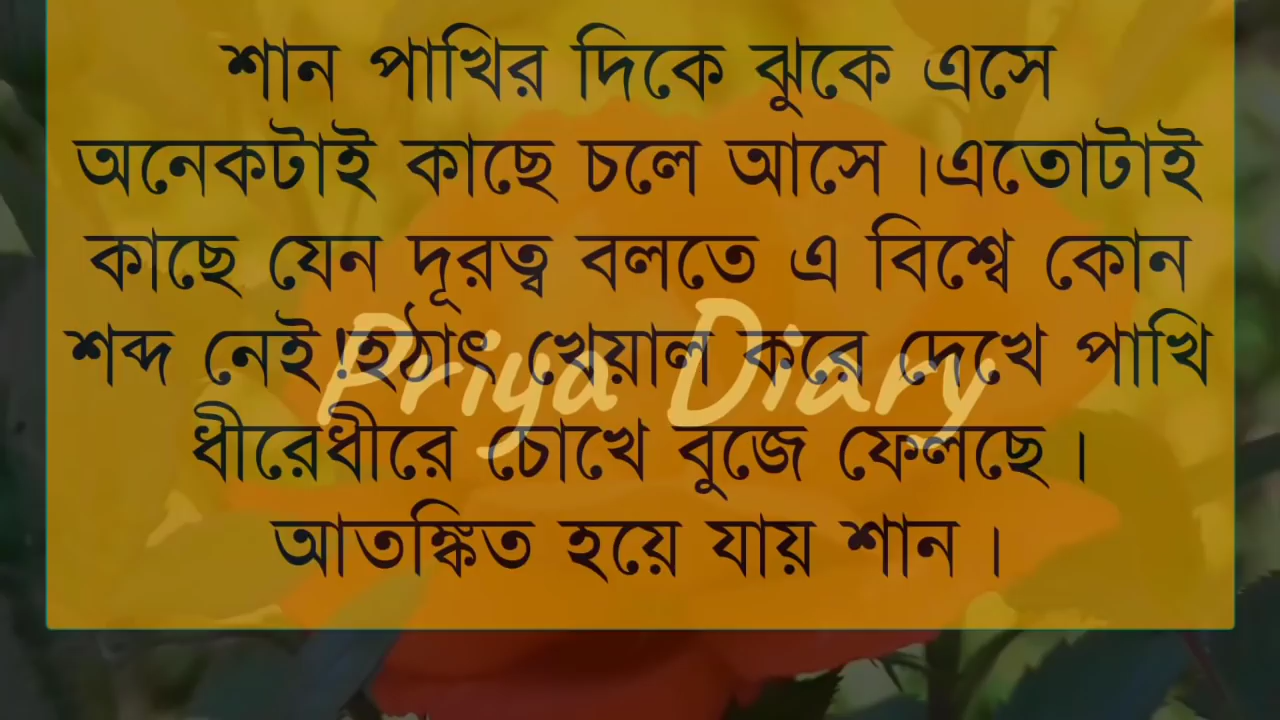 শান পাখির দিকে ঝুকে এসে
অনেকটাই কাছে চলে আসে ।এতোটাই
কাছে যেন দূরত্ব বলতে এ বিশ্বে কোন
শব্দ নেই !হঠাৎ খেয়াল করে দেখে পাখি
Priya Diary
ধীরেধীরে চোখে বুজে ফেলছে ।
আতঙ্কিত হয়ে যায় শান ।